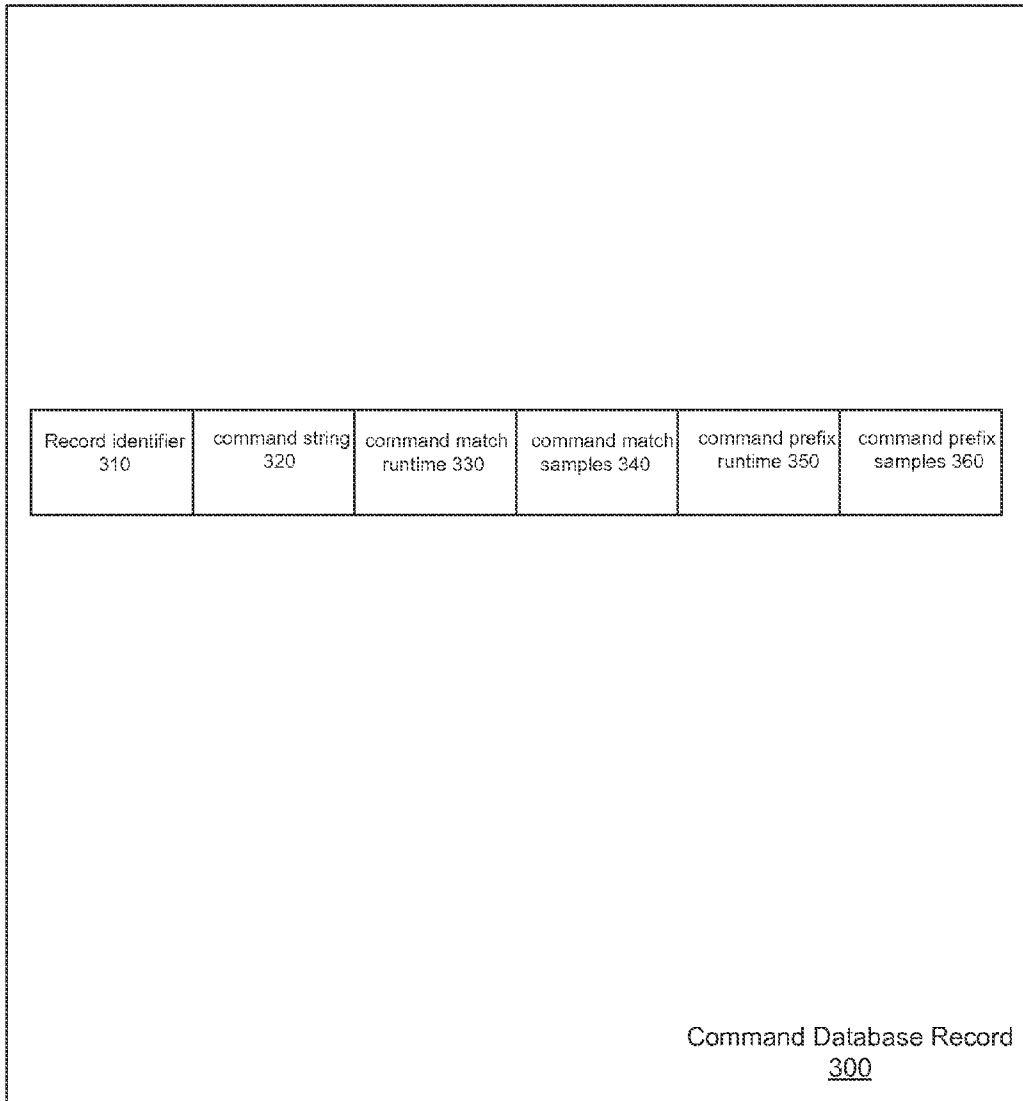 Record identifier
310
command string
320
command match
runtime 330
command match
samples 340
command prefix
runtime 350
command prefix
samples 360
Command Database Record
300